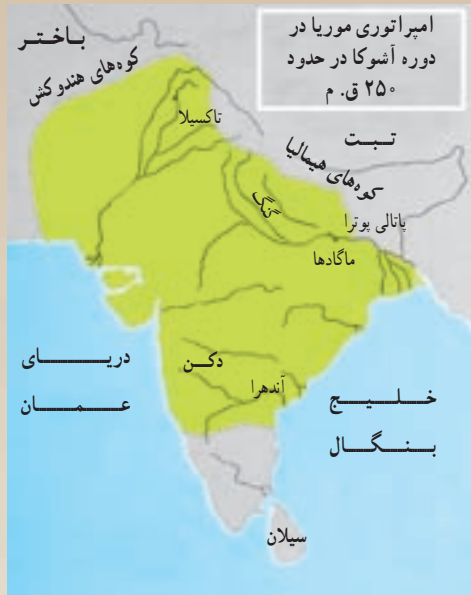 امپراتوری موریا در
دوره آشوکا در حدود
۲۵۰ ق. م
باختر
کوه‌های هندوکش
تاکسیلا
تبت
کوه‌های هیمالیا
گنگ
پاتالی پوترا
ماگادها
دکن
آندهرا
دریای
عمان
خلیج
بنگال
سیلان